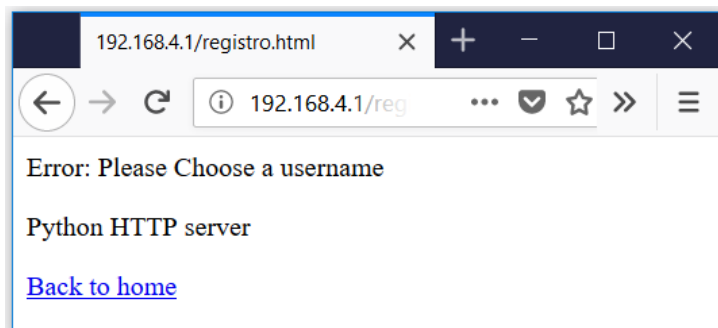 192.168.4.1/registro.html
192.168.4.1/reg
Error: Please Choose a username
Python HTTP server
Back to home